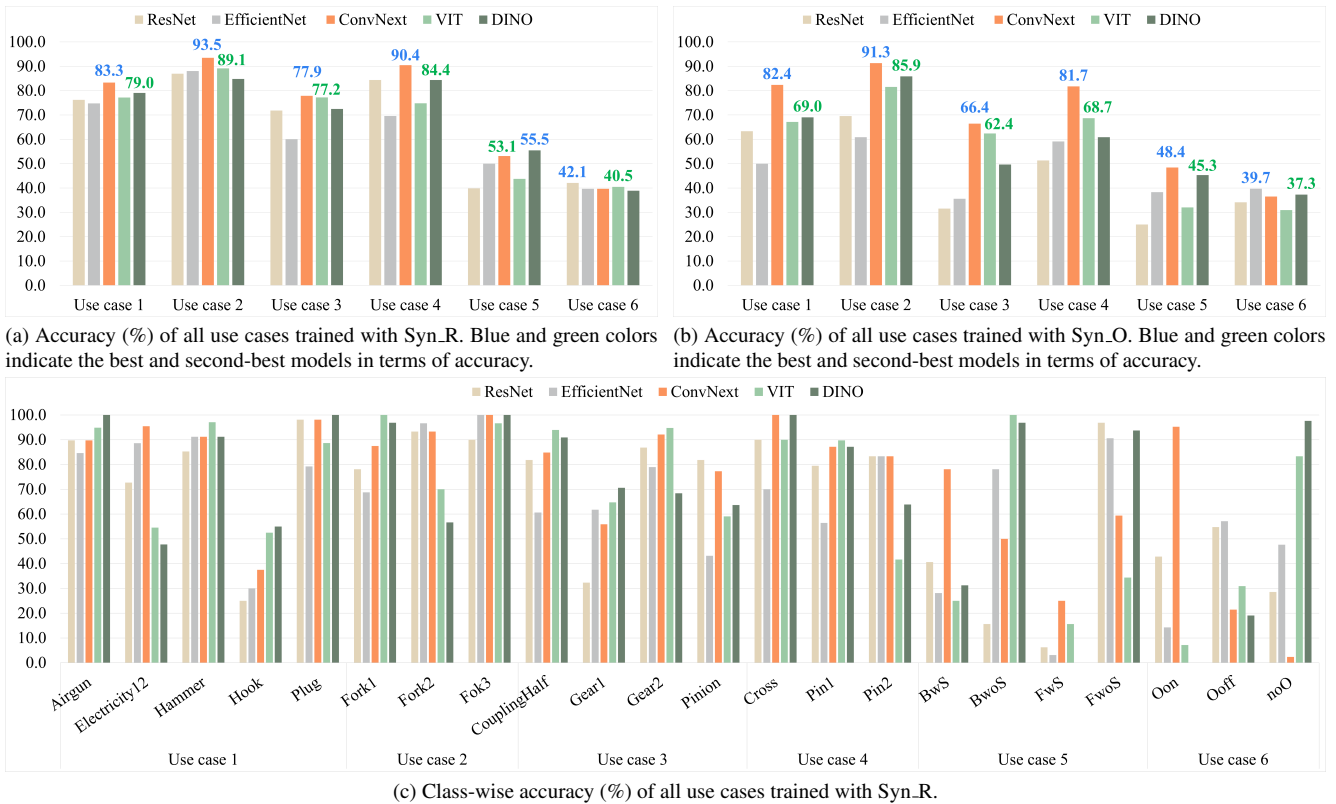 ResNet EfficientNet ConvNext VIT DINO
100.0
90.0
80.0
70.0
60.0
50.0
40.0
30.0
20.0
10.0
0.0
83.3
79.0
93.5
89.1
77.9
77.2
90.4
84.4
53.1
55.5
42.1
40.5
Use case 1 Use case 2 Use case 3 Use case 4 Use case 5 Use case 6
(a) Accuracy (%) of all use cases trained with Syn_R. Blue and green colors
indicate the best and second-best models in terms of accuracy.
ResNet EfficientNet ConvNext VIT DINO
100.0
90.0
80.0
70.0
60.0
50.0
40.0
30.0
20.0
10.0
0.0
82.4
69.0
91.3
85.9
66.4
62.4
81.7
68.7
48.4
45.3
39.7
37.3
Use case 1 Use case 2 Use case 3 Use case 4 Use case 5 Use case 6
(b) Accuracy (%) of all use cases trained with Syn_O. Blue and green colors
indicate the best and second-best models in terms of accuracy.
ResNet EfficientNet ConvNext VIT DINO
100.0
90.0
80.0
70.0
60.0
50.0
40.0
30.0
20.0
10.0
0.0
Airgun
Electricity12
Hammer
Hook
Plug
Fork1
Fork2
Fok3
CouplingHalf
Gear1
Gear2
Pinion
Cross
Pin1
Pin2
BwS
BwoS
FwS
FwoS
Oon
Ooff
noO
Use case 1 Use case 2 Use case 3 Use case 4 Use case 5 Use case 6
(c) Class-wise accuracy (%) of all use cases trained with Syn_R.